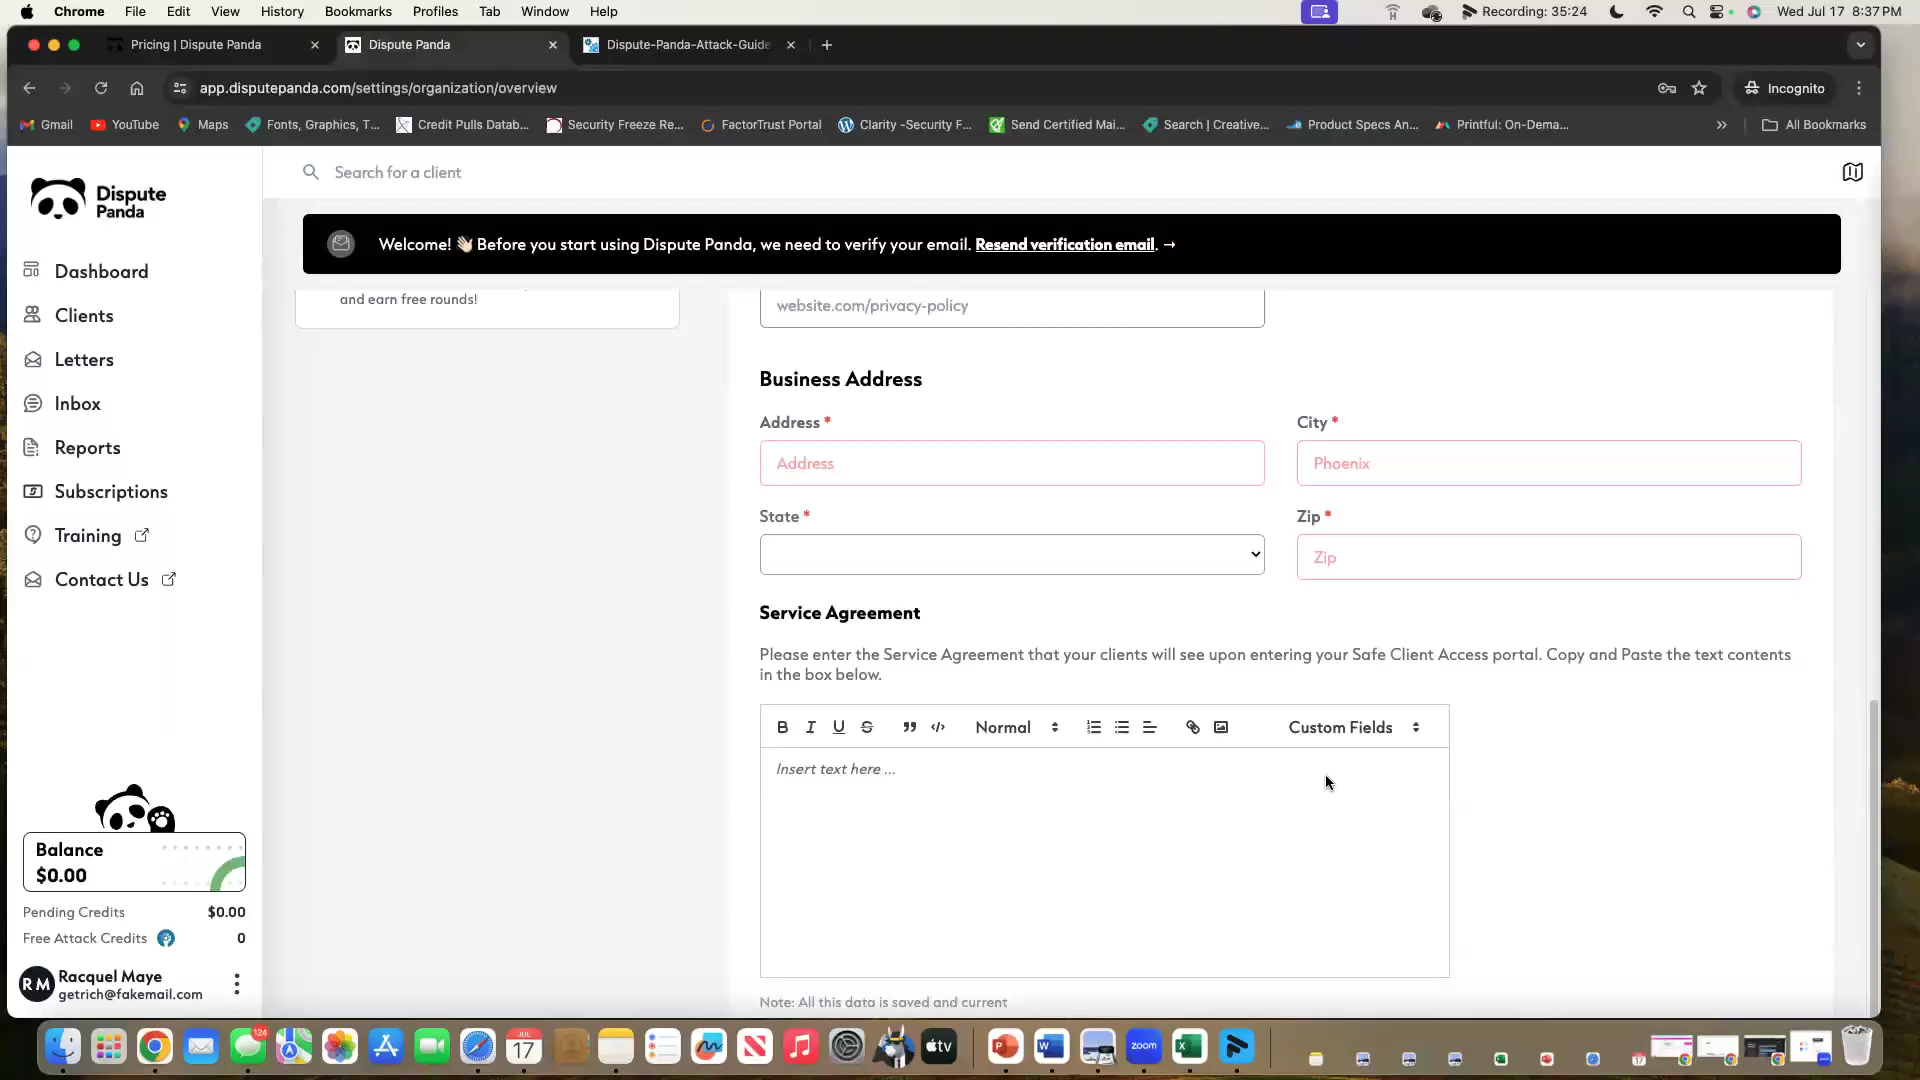 Chrome File Edit View History Bookmarks Profiles Tab Window Help
Recording: 35:24 Wed Jul 17 8:37 PM
Pricing | Dispute Panda
Dispute Panda
Dispute-Panda-Attack-Guide
app.disputepanda.com/settings/organization/overview
Incognito
Gmail YouTube Maps Fonts, Graphics, T... Credit Pulls Datab... Security Freeze Re... FactorTrust Portal Clarity -Security F... Send Certified Mai... Search | Creative... Product Specs An... Printful: On-Dema... » All Bookmarks
Dispute
Panda
Search for a client
Welcome! 👋🏻 Before you start using Dispute Panda, we need to verify your email. Resend verification email. →
Dashboard
Clients
Letters
Inbox
Reports
Subscriptions
Training
Contact Us
and earn free rounds!
website.com/privacy-policy
Business Address
Address * City *
Address Phoenix
State * Zip *
Zip
Service Agreement
Please enter the Service Agreement that your clients will see upon entering your Safe Client Access portal. Copy and Paste the text contents
in the box below.
B I U S Normal Custom Fields
Insert text here ...
Note: All this data is saved and current
Balance
$0.00
Pending Credits $0.00
Free Attack Credits 0
RM
Racquel Maye
getrich@fakemail.com
124
JUL
17
tv
zoom